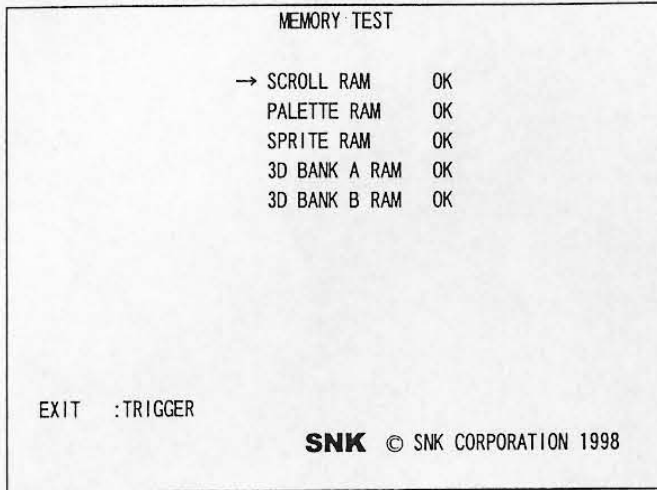 MEMORY TEST
→ SCROLL RAM OK
PALETTE RAM OK
SPRITE RAM OK
3D BANK A RAM OK
3D BANK B RAM OK
EXIT :TRIGGER
SNK © SNK CORPORATION 1998